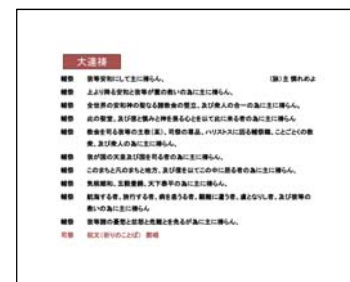 大連祷
輔祭 我等安和にして主に祷らん。 (詠)主 憐れめよ
輔祭 上より降る安和と我等が霊の救いの為に主に祷らん。
輔祭 全世界の安和神の聖なる諸教会の堅立、及び衆人の合一の為に主に祷らん。
輔祭 此の聖堂、及び信と慎みと神を畏るる心とを以て此に来る者の為に主に祷らん
輔祭 教会を司る我等の主教(某)、司祭の尊品、ハリストスに因る輔祭職、ことごとくの教
衆、及び衆人の為に主に祷らん。
輔祭 我が国の天皇及び国を司る者の為に主に祷らん。
輔祭 このまちと凡のまちと地方、及び信を以てこの中に居る者の為に主に祷らん。
輔祭 気候順和、五穀豊穣、天下泰平の為に主に祷らん。
輔祭 航海する者、旅行する者、病を患うる者、艱難に遭う者、虜となりし者、及び彼等の
救いの為に主に祷らん。
輔祭 我等諸の憂愁と忿怒と危難とを免るが為に主に祷らん。
司祭 祝文(祈りのことば) 黙唱